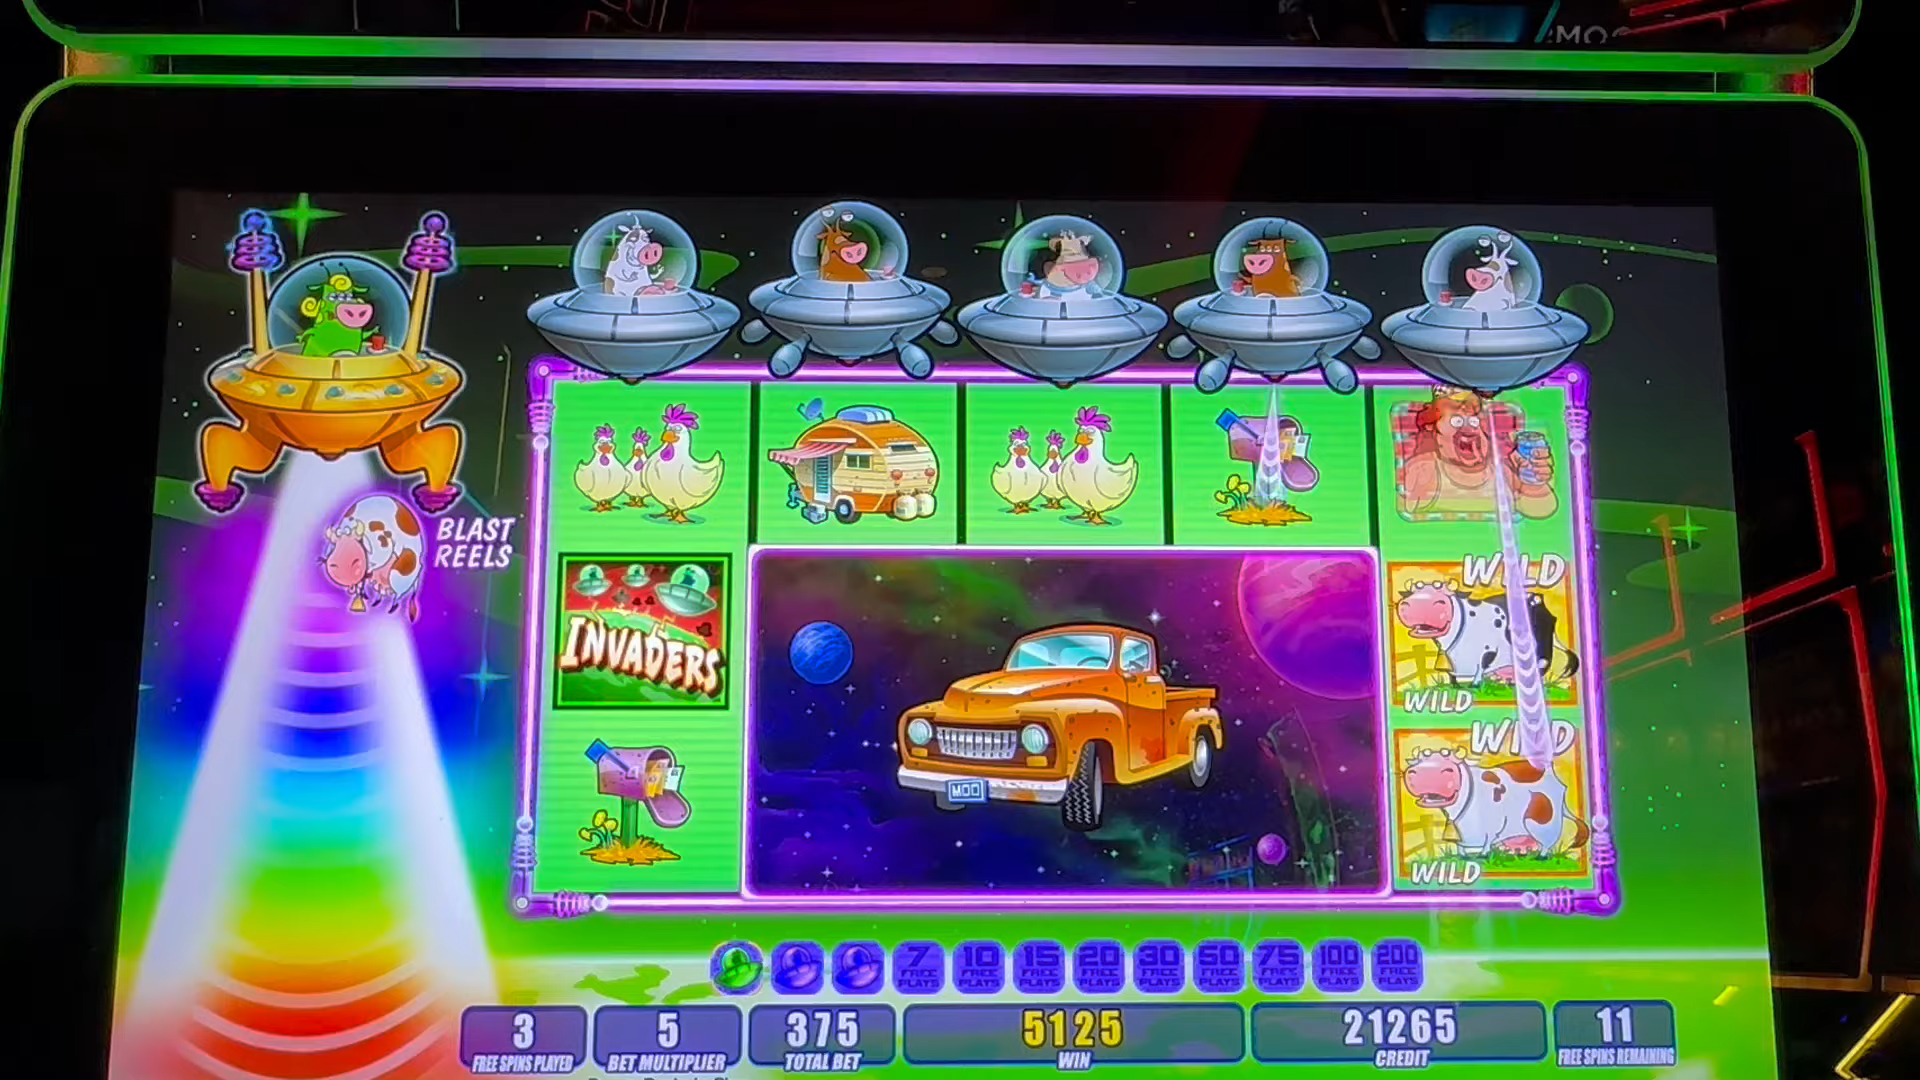 BLAST
REELS
INVADERS
WILD
WILD
WILD
WILD
MOO
7 FREE PLAYS
10 FREE PLAYS
15 FREE PLAYS
20 FREE PLAYS
30 FREE PLAYS
50 FREE PLAYS
75 FREE PLAYS
100 FREE PLAYS
200 FREE PLAYS
3
FREE SPINS PLAYED
5
BET MULTIPLIER
375
TOTAL BET
5125
WIN
21265
CREDIT
11
FREE SPINS REMAINING